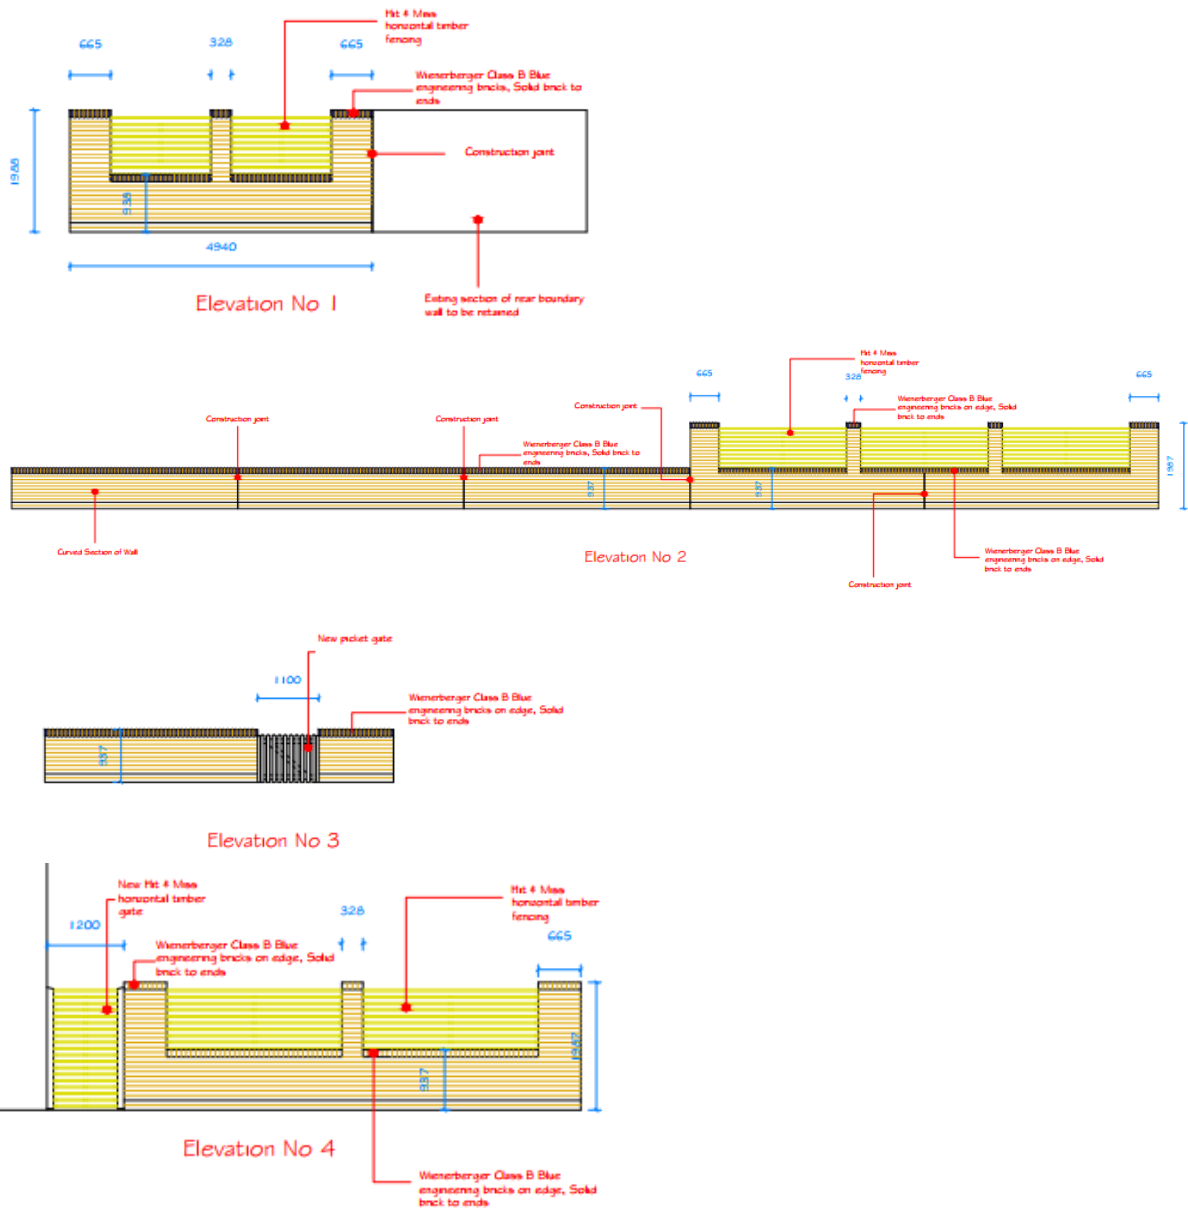 Hit & Miss
horizontal timber
fencing
665
328
665
Wienerberger Class B Blue
engineering bricks, Solid brick to
ends
Construction joint
1988
938
4940
Elevation No 1
Exiting section of rear boundary
wall to be retained
Hit & Miss
horizontal timber
fencing
665
328
665
Construction joint
Construction joint
Construction joint
Wienerberger Class B Blue
engineering bricks on edge, Solid
brick to ends
Wienerberger Class B Blue
engineering bricks, Solid brick to
ends
937
937
1987
Curved Section of Wall
Elevation No 2
Wienerberger Class B Blue
engineering bricks on edge, Solid
brick to ends
Construction joint
New picket gate
1100
Wienerberger Class B Blue
engineering bricks on edge, Solid
brick to ends
937
Elevation No 3
New Hit & Miss
horizontal timber
gate
Hit & Miss
horizontal timber
fencing
1200
328
665
Wienerberger Class B Blue
engineering bricks on edge, Solid
brick to ends
1987
937
Elevation No 4
Wienerberger Class B Blue
engineering bricks on edge, Solid
brick to ends